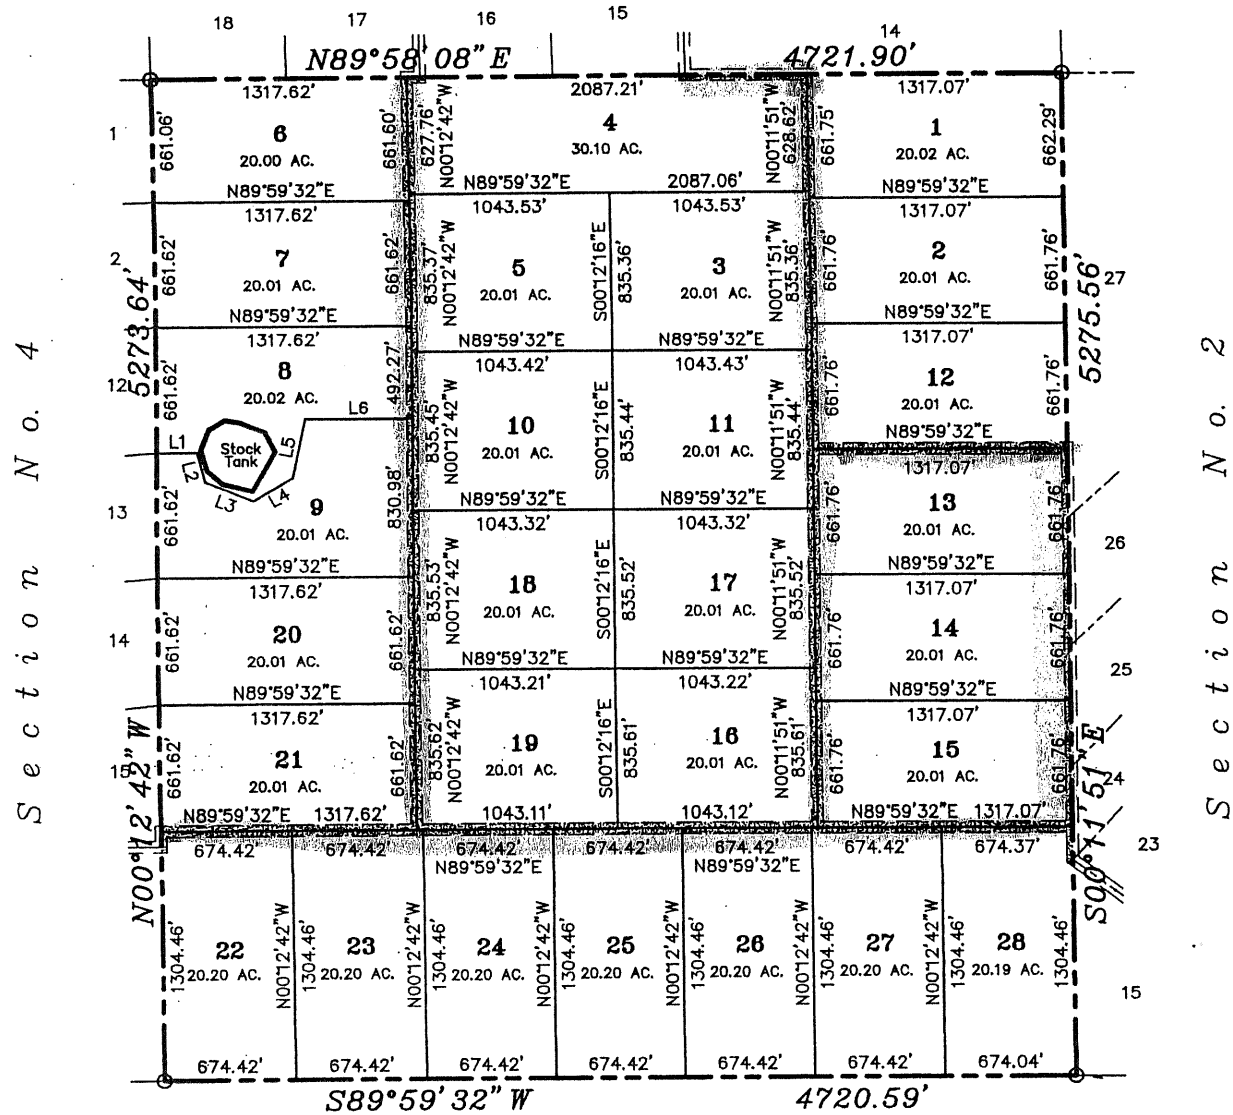 18 17 16 15 14
N89°58'08"E 4721.90'
1317.62' 2087.21' 1317.07'
1 661.06' 6 661.60' 627.76' N00°12'42"W 4 N00°11'51"W 628.62' 661.75' 1 662.29'
20.00 AC. 30.10 AC. 20.02 AC.
N89°59'32"E N89°59'32"E 2087.06' N89°59'32"E
1317.62' 1043.53' 1043.53' 1317.07'
2 661.62' 7 661.62' 835.37' N00°12'42"W 5 S00°12'16"E 835.36' 3 N00°11'51"W 835.36' 661.76' 2 661.76' 27
20.01 AC. 20.01 AC. 20.01 AC. 20.01 AC.
5273.64' 5275.56'
N89°59'32"E N89°59'32"E N89°59'32"E N89°59'32"E
1317.62' 1043.42' 1043.43' 1317.07'
Section No. 4
Section No. 2
12 661.62' 8 492.27' 661.76' 12 661.76'
20.02 AC. 20.01 AC.
L6
N89°59'32"E
L1 Stock Tank L5
L2 L3 L4
835.45 N00°12'42"W 10 S00°12'16"E 835.44' 11 N00°11'51"W 835.44'
20.01 AC. 20.01 AC.
1317.07'
13 661.62' 9 830.98' 661.76' 13 661.76' 26
20.01 AC. 20.01 AC.
N89°59'32"E N89°59'32"E
1043.32' 1043.32'
N89°59'32"E N89°59'32"E
1317.62' 1317.07'
14 661.62' 20 661.62' 835.53' N00°12'42"W 18 S00°12'16"E 835.52' 17 N00°11'51"W 835.52' 661.76' 14 661.76' 25
20.01 AC. 20.01 AC. 20.01 AC. 20.01 AC.
N89°59'32"E N89°59'32"E N89°59'32"E N89°59'32"E
1317.62' 1043.21' 1043.22' 1317.07'
15 661.62' 21 661.62' 835.62' N00°12'42"W 19 S00°12'16"E 835.61' 16 N00°11'51"W 835.61' 661.76' 15 661.76' 24
20.01 AC. 20.01 AC. 20.01 AC. 20.01 AC.
N89°59'32"E 1317.62' 1043.11' 1043.12' N89°59'32"E 1317.07'
N00°12'42"W S00°11'51"E
674.42' 674.42' 674.42' 674.42' 674.42' 674.42' 674.37' 23
N89°59'32"E N89°59'32"E
1304.46' 22 N00°12'42"W 1304.46' 23 N00°12'42"W 1304.46' 24 N00°12'42"W 1304.46' 25 N00°12'42"W 1304.46' 26 N00°12'42"W 1304.46' 27 N00°12'42"W 1304.46' 28 1304.46'
20.20 AC. 20.20 AC. 20.20 AC. 20.20 AC. 20.20 AC. 20.20 AC. 20.19 AC.
15
674.42' 674.42' 674.42' 674.42' 674.42' 674.42' 674.04'
S89°59'32"W 4720.59'